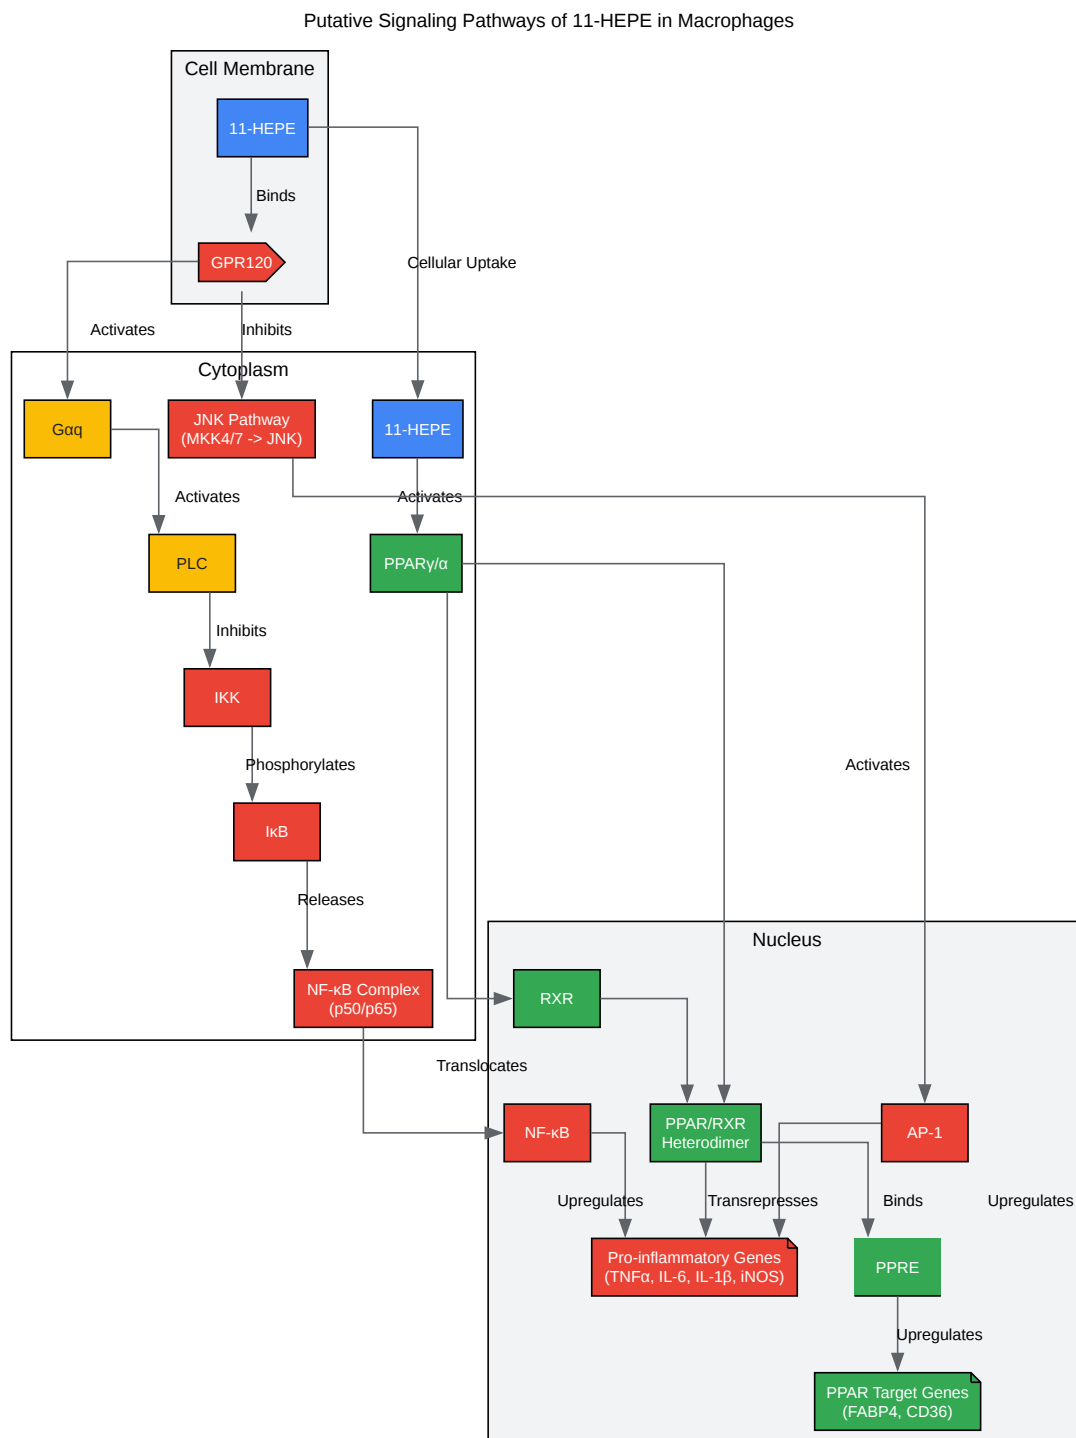 Putative Signaling Pathways of 11-HEPE in Macrophages
Cell Membrane
11-HEPE
Binds
GPR120
Cellular Uptake
Activates
Inhibits
Cytoplasm
Gαq
JNK Pathway
(MKK4/7 -> JNK)
11-HEPE
Activates
Activates
PLC
PPARγ/α
Inhibits
IKK
Phosphorylates
Activates
IκB
Releases
Nucleus
NF-κB Complex
(p50/p65)
RXR
Translocates
NF-κB
PPAR/RXR
Heterodimer
AP-1
Upregulates
Transrepresses
Binds
Upregulates
Pro-inflammatory Genes
(TNFα, IL-6, IL-1β, iNOS)
PPRE
Upregulates
PPAR Target Genes
(FABP4, CD36)